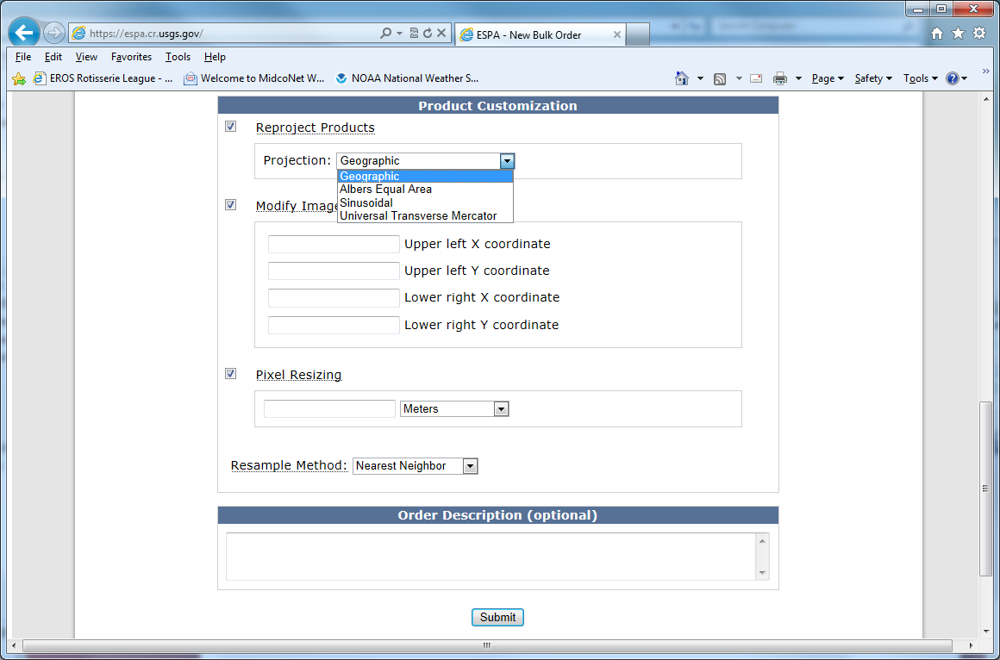 https://espa.cr.usgs.gov/
ESPA - New Bulk Order
File Edit View Favorites Tools Help
EROS Rotisserie League - ... Welcome to MidcoNet W... NOAA National Weather S...
Page Safety Tools
Product Customization
Reproject Products
Projection: Geographic
Geographic
Albers Equal Area
Sinusoidal
Modify Image
Universal Transverse Mercator
Upper left X coordinate
Upper left Y coordinate
Lower right X coordinate
Lower right Y coordinate
Pixel Resizing
Meters
Resample Method: Nearest Neighbor
Order Description (optional)
Submit